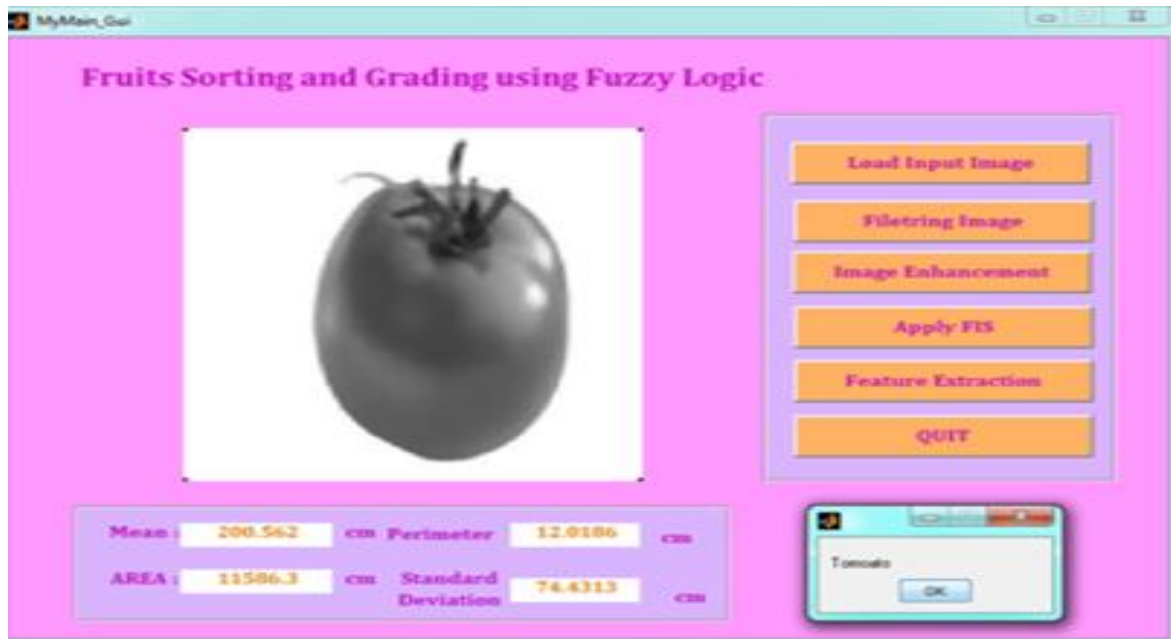 MyMain_Gui
Fruits Sorting and Grading using Fuzzy Logic
Load Input Image
Filetring Image
Image Enhancement
Apply FIS
Feature Extraction
QUIT
Mean : 200.562 cm Perimeter 12.0186 cm
AREA : 11586.3 cm Standard Deviation 74.4313 cm
Tomoato
OK